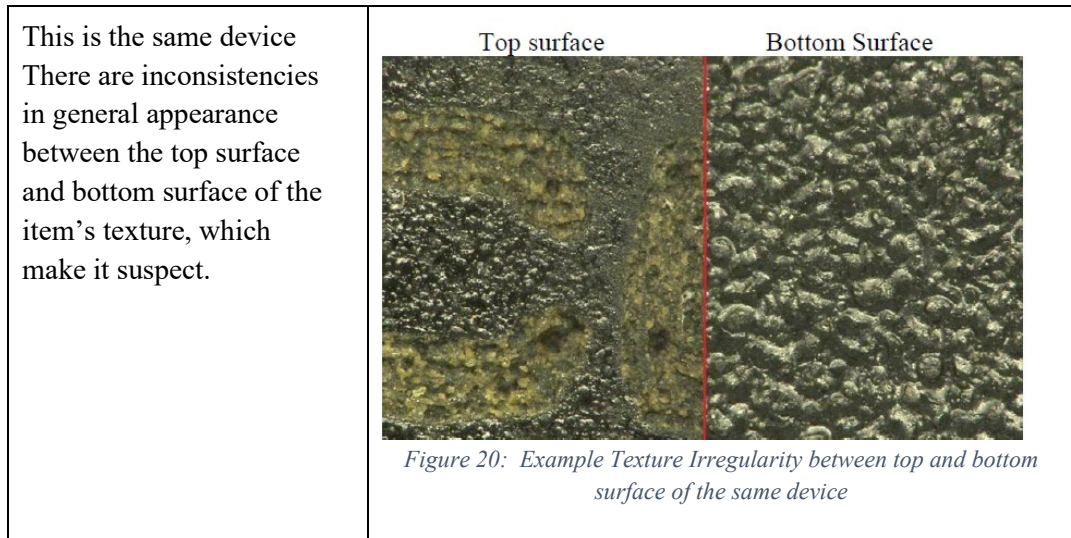 This is the same device
There are inconsistencies
in general appearance
between the top surface
and bottom surface of the
item’s texture, which
make it suspect.
Top surface
Bottom Surface
Figure 20:  Example Texture Irregularity between top and bottom
surface of the same device